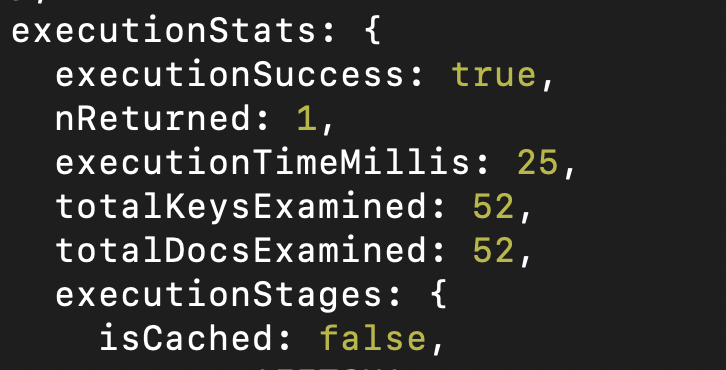 executionStats: {
executionSuccess: true,
nReturned: 1,
executionTimeMillis: 25,
totalKeysExamined: 52,
totalDocsExamined: 52,
executionStages: {
isCached: false,